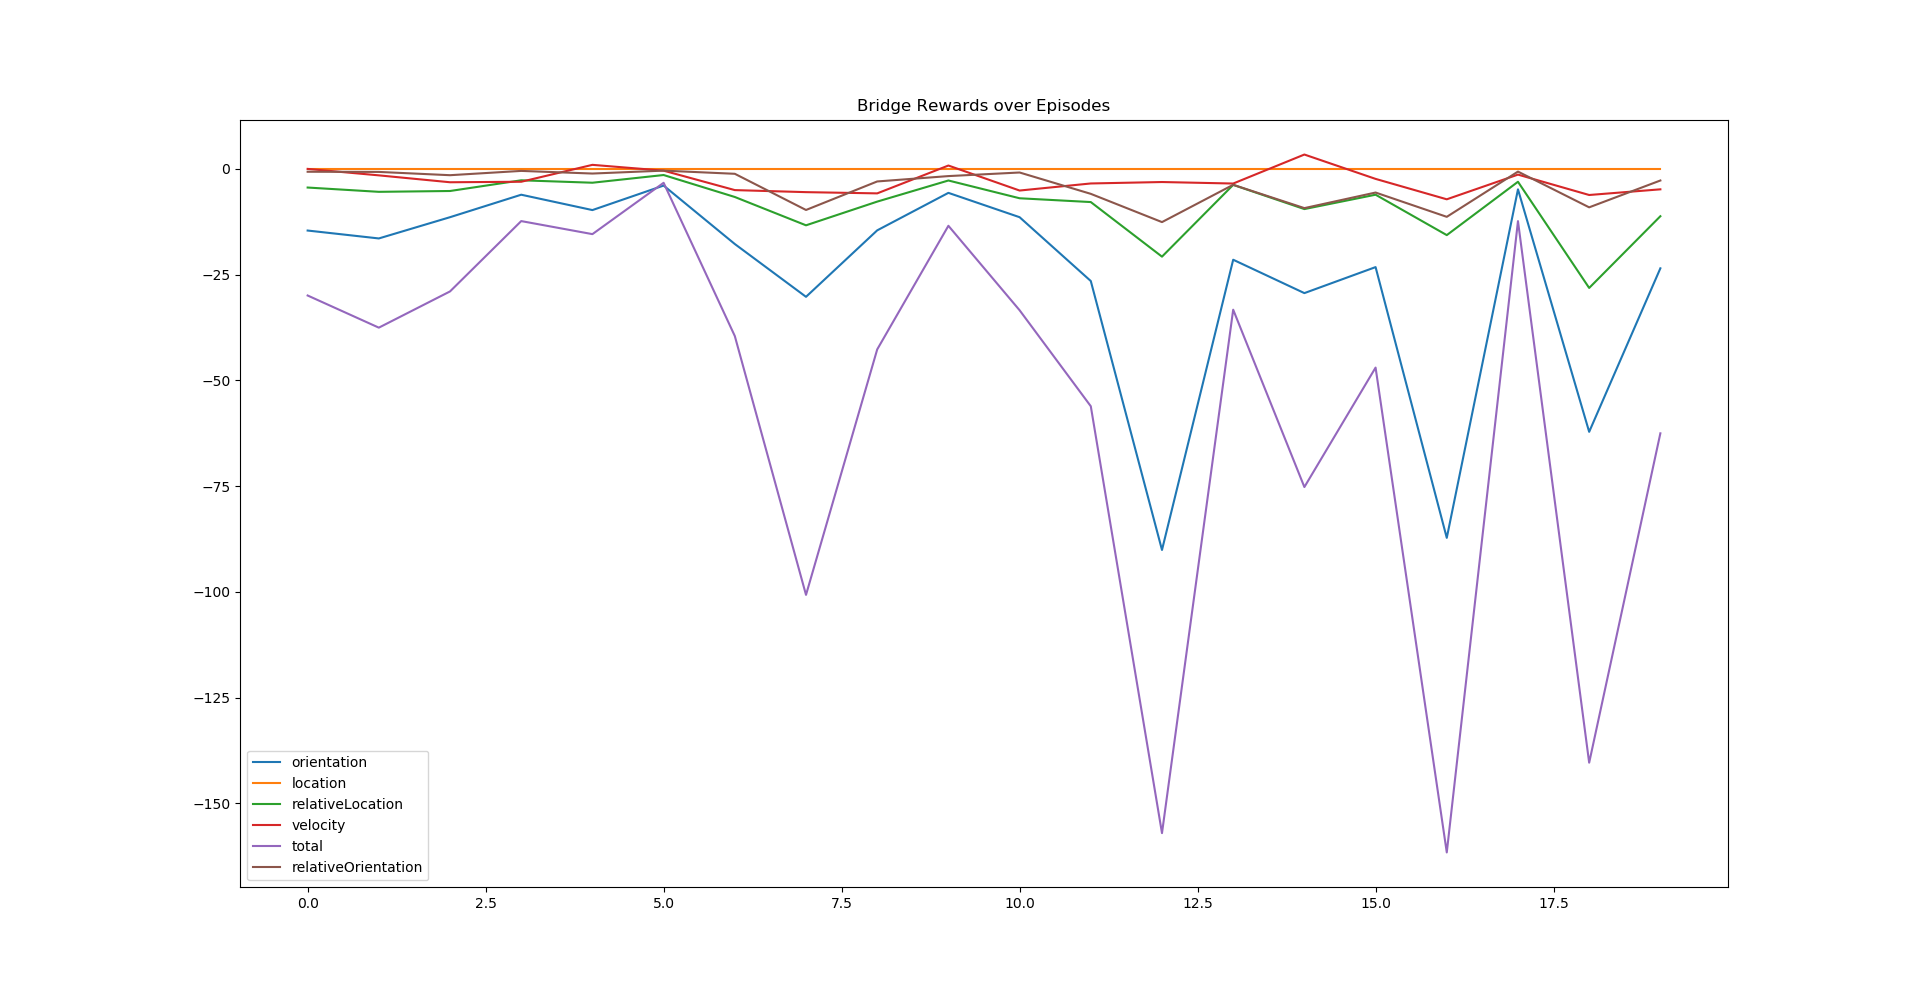 Bridge Rewards over Episodes
0
−25
−50
−75
−100
−125
−150
orientation
location
relativeLocation
velocity
total
relativeOrientation
0.0 2.5 5.0 7.5 10.0 12.5 15.0 17.5